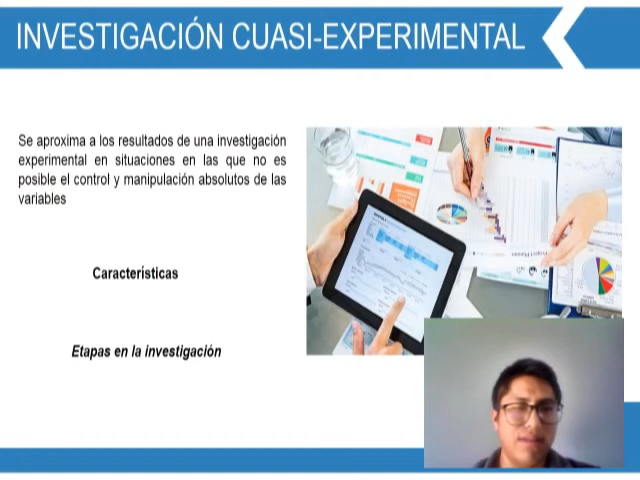 INVESTIGACIÓN CUASI-EXPERIMENTAL
Se aproxima a los resultados de una investigación
experimental en situaciones en las que no es
posible el control y manipulación absolutos de las
variables
Características
Etapas en la investigación